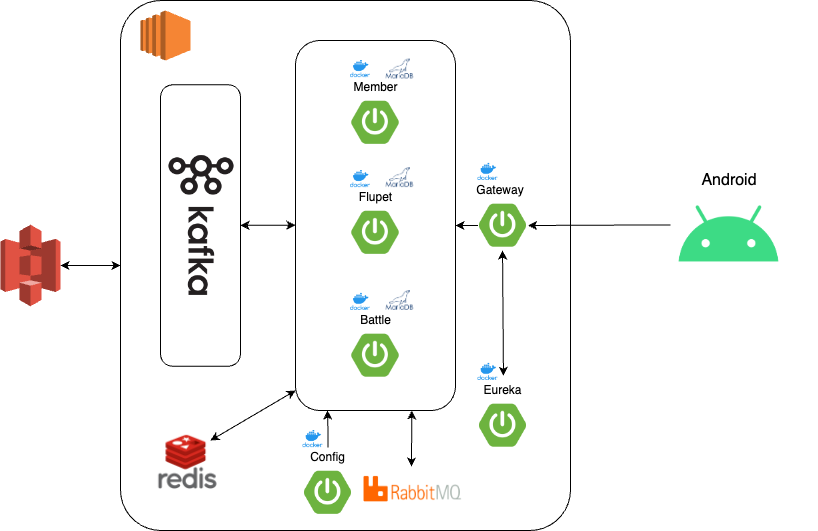 docker
MariaDB
Member
docker
MariaDB
Flupet
docker
MariaDB
Battle
docker
Gateway
Android
kafka
docker
Eureka
redis
docker
Config
RabbitMQ